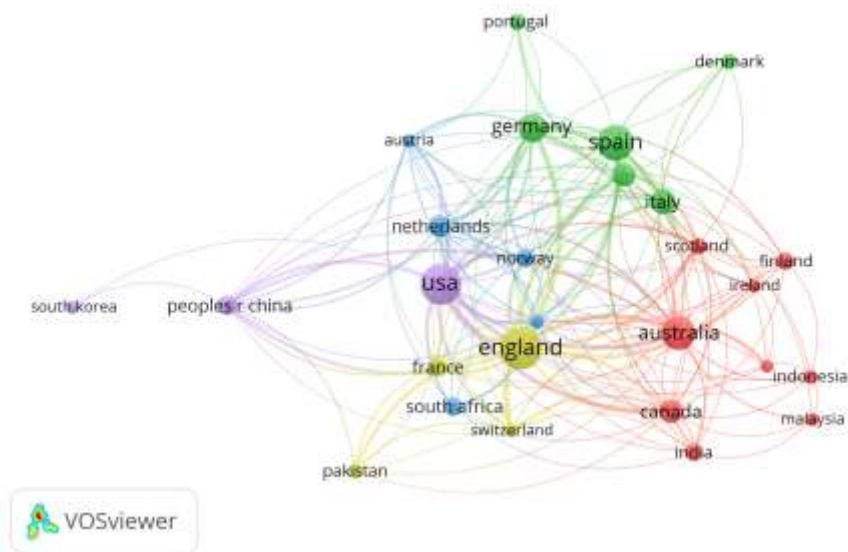 portugal
denmark
germany
spain
austria
italy
netherlands
scotland
norway
finland
usa
ireland
south korea
peoples r china
australia
england
france
indonesia
south africa
canada
malaysia
switzerland
india
pakistan
VOSviewer